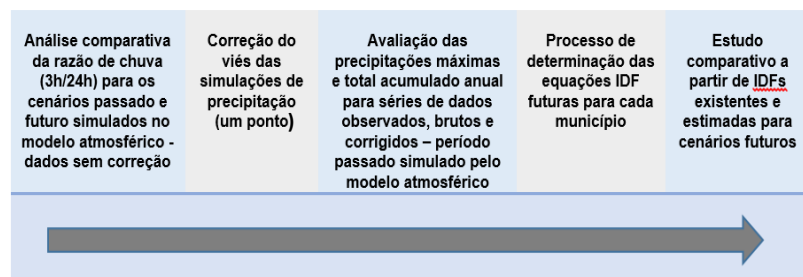 Análise comparativa
da razão de chuva
(3h/24h) para os
cenários passado e
futuro simulados no
modelo atmosférico -
dados sem correção
Correção do
viés das
simulações de
precipitação
(um ponto)
Avaliação das
precipitações máximas
e total acumulado anual
para séries de dados
observados, brutos e
corrigidos – período
passado simulado pelo
modelo atmosférico
Processo de
determinação das
equações IDF
futuras para cada
município
Estudo
comparativo a
partir de IDFs
existentes e
estimadas para
cenários futuros